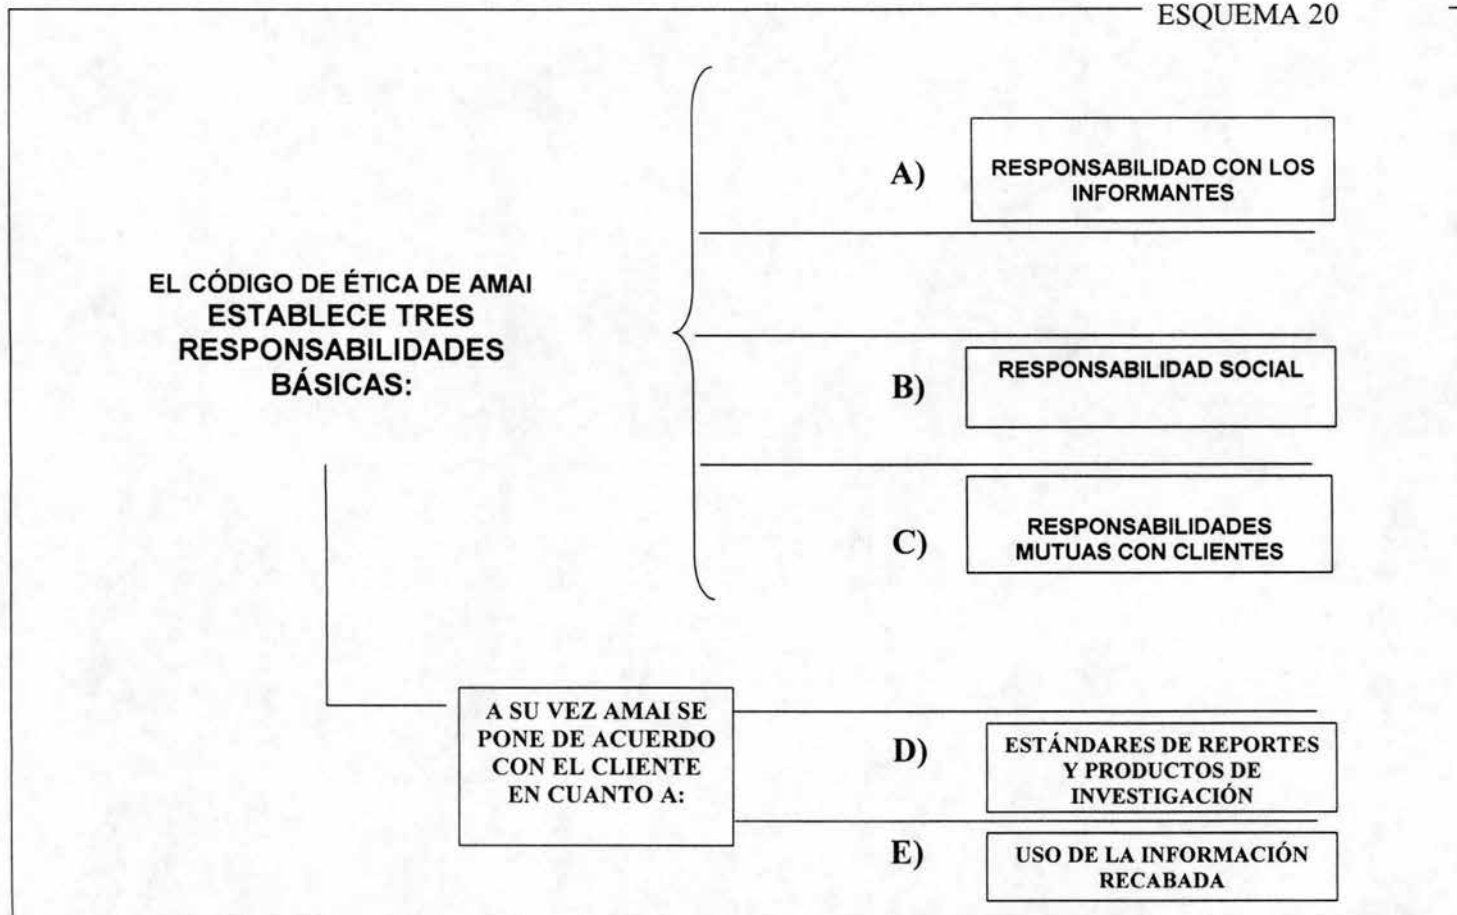 ESQUEMA 20
A)
RESPONSABILIDAD CON LOS
INFORMANTES
EL CÓDIGO DE ÉTICA DE AMAI
ESTABLECE TRES
RESPONSABILIDADES
BÁSICAS:
B)
RESPONSABILIDAD SOCIAL
C)
RESPONSABILIDADES
MUTUAS CON CLIENTES
A SU VEZ AMAI SE
PONE DE ACUERDO
CON EL CLIENTE
EN CUANTO A:
D)
ESTÁNDARES DE REPORTES
Y PRODUCTOS DE
INVESTIGACIÓN
E)
USO DE LA INFORMACIÓN
RECABADA